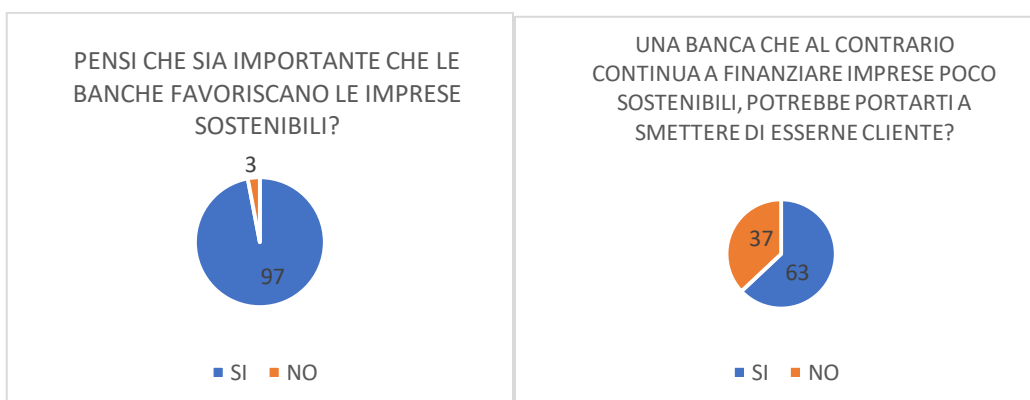 PENSI CHE SIA IMPORTANTE CHE LE
BANCHE FAVORISCANO LE IMPRESE
SOSTENIBILI?
3
97
SI NO
UNA BANCA CHE AL CONTRARIO
CONTINUA A FINANZIARE IMPRESE POCO
SOSTENIBILI, POTREBBE PORTARTI A
SMETTERE DI ESSERNE CLIENTE?
37
63
SI NO